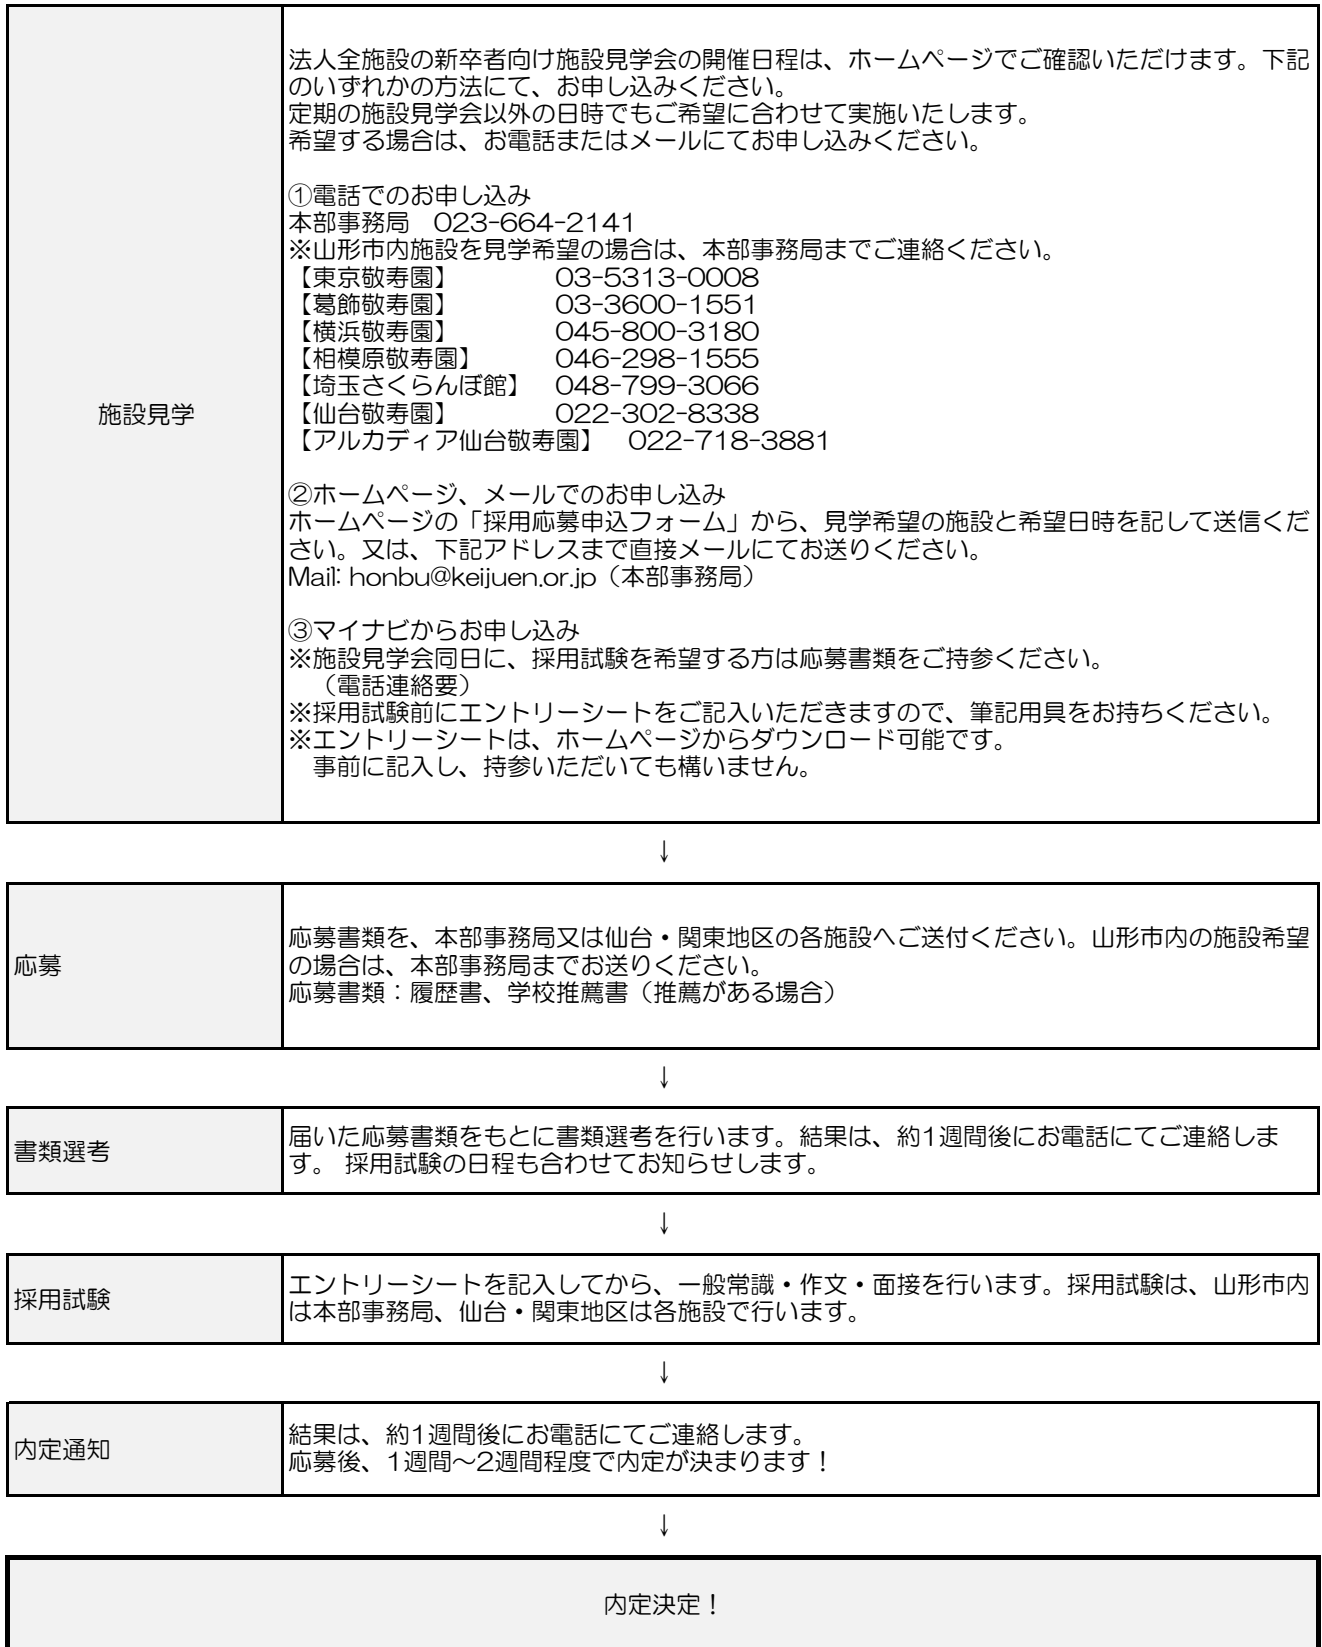 施設見学
法人全施設の新卒者向け施設見学会の開催日程は、ホームページでご確認いただけます。下記
のいずれかの方法にて、お申し込みください。
定期の施設見学会以外の日時でもご希望に合わせて実施いたします。
希望する場合は、お電話またはメールにてお申し込みください。
①電話でのお申し込み
本部事務局　023-664-2141
※山形市内施設を見学希望の場合は、本部事務局までご連絡ください。
【東京敬寿園】　03-5313-0008
【葛飾敬寿園】　03-3600-1551
【横浜敬寿園】　045-800-3180
【相模原敬寿園】　046-298-1555
【埼玉さくらんぼ館】　048-799-3066
【仙台敬寿園】　022-302-8338
【アルカディア仙台敬寿園】　022-718-3881
②ホームページ、メールでのお申し込み
ホームページの「採用応募申込フォーム」から、見学希望の施設と希望日時を記して送信くだ
さい。又は、下記アドレスまで直接メールにてお送りください。
Mail: honbu@keijuen.or.jp（本部事務局）
③マイナビからお申し込み
※施設見学会同日に、採用試験を希望する方は応募書類をご持参ください。
（電話連絡要）
※採用試験前にエントリーシートをご記入いただきますので、筆記用具をお持ちください。
※エントリーシートは、ホームページからダウンロード可能です。
事前に記入し、持参いただいても構いません。
↓
応募
応募書類を、本部事務局又は仙台・関東地区の各施設へご送付ください。山形市内の施設希望
の場合は、本部事務局までお送りください。
応募書類：履歴書、学校推薦書（推薦がある場合）
↓
書類選考
届いた応募書類をもとに書類選考を行います。結果は、約1週間後にお電話にてご連絡しま
す。 採用試験の日程も合わせてお知らせします。
↓
採用試験
エントリーシートを記入してから、一般常識・作文・面接を行います。採用試験は、山形市内
は本部事務局、仙台・関東地区は各施設で行います。
↓
内定通知
結果は、約1週間後にお電話にてご連絡します。
応募後、1週間～2週間程度で内定が決まります！
↓
内定決定！